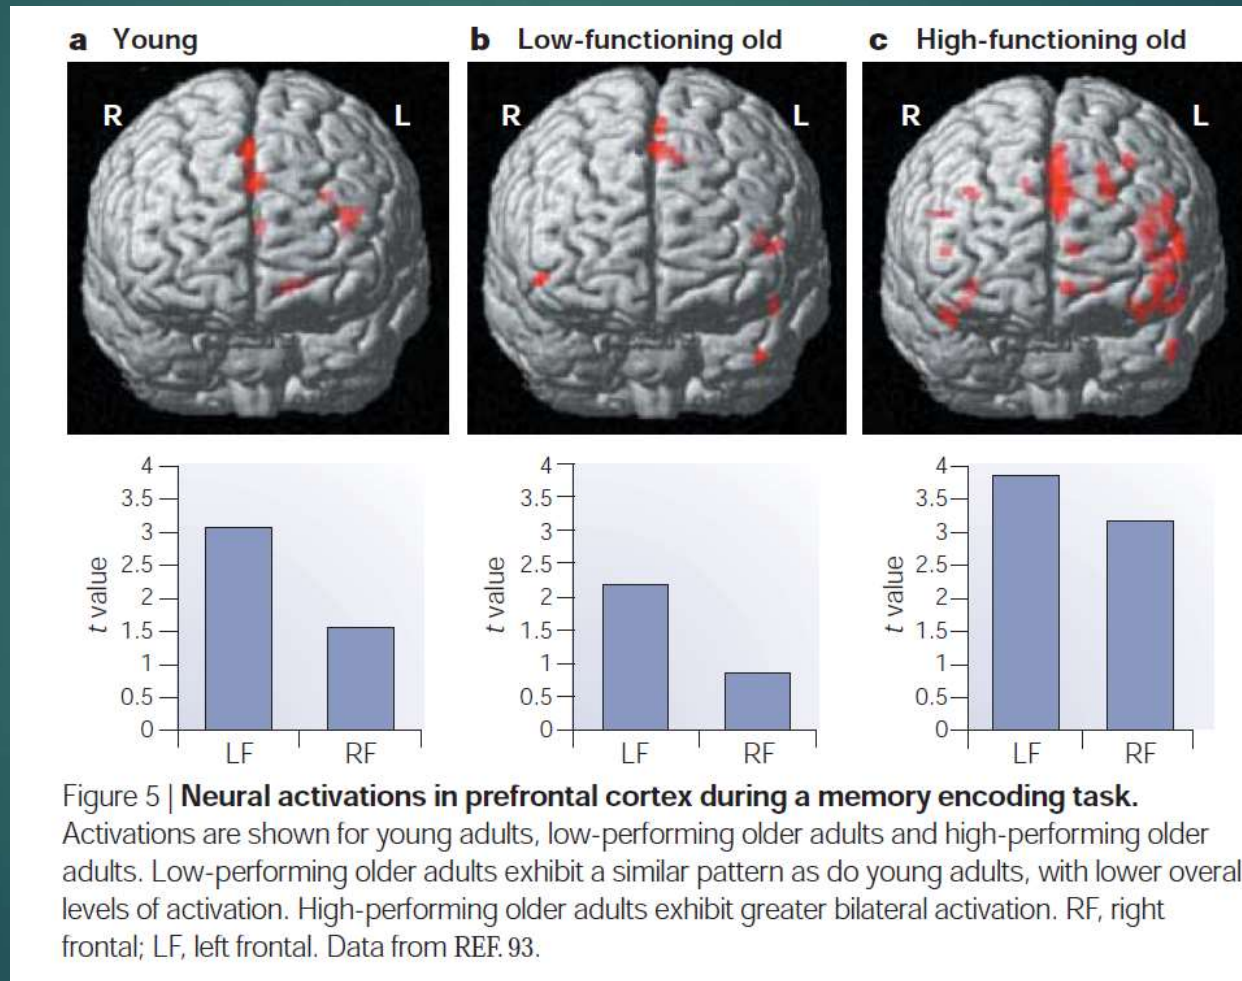 a Young
b Low-functioning old
c High-functioning old
R L
R L
R L
4
3.5
3
2.5
2
1.5
1
0.5
0
t value
LF RF
4
3.5
3
2.5
2
1.5
1
0.5
0
t value
LF RF
4
3.5
3
2.5
2
1.5
1
0.5
0
t value
LF RF
Figure 5 | Neural activations in prefrontal cortex during a memory encoding task.
Activations are shown for young adults, low-performing older adults and high-performing older
adults. Low-performing older adults exhibit a similar pattern as do young adults, with lower overal
levels of activation. High-performing older adults exhibit greater bilateral activation. RF, right
frontal; LF, left frontal. Data from REF. 93.